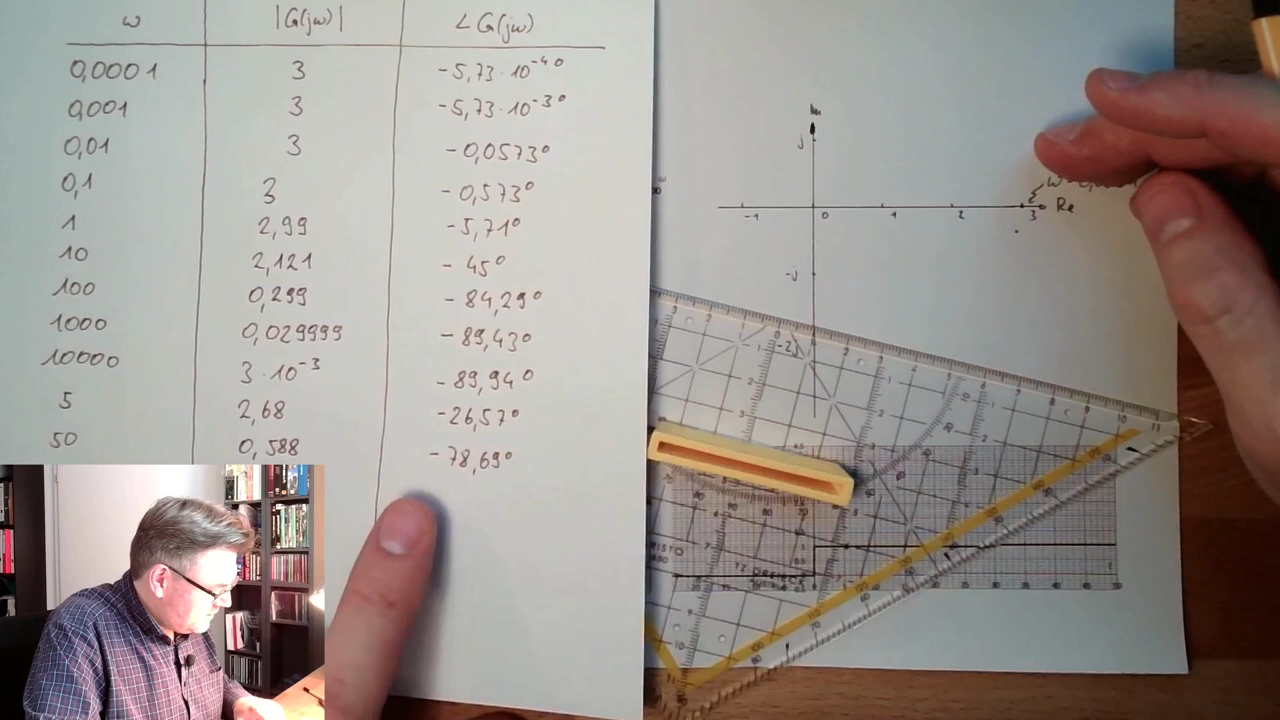 ω |G(jω)| ∠G(jω)
0,0001 3 -5,73·10⁻⁴°
0,001 3 -5,73·10⁻³°
0,01 3 -0,0573°
0,1 3 -0,573°
1 2,99 -5,71°
10 2,121 -45°
100 0,299 -84,29°
1000 0,029999 -89,43°
10000 3·10⁻³ -89,94°
5 2,68 -26,57°
50 0,588 -78,69°
Im
j
-1 0 1 2 3 Re
-j
-2j